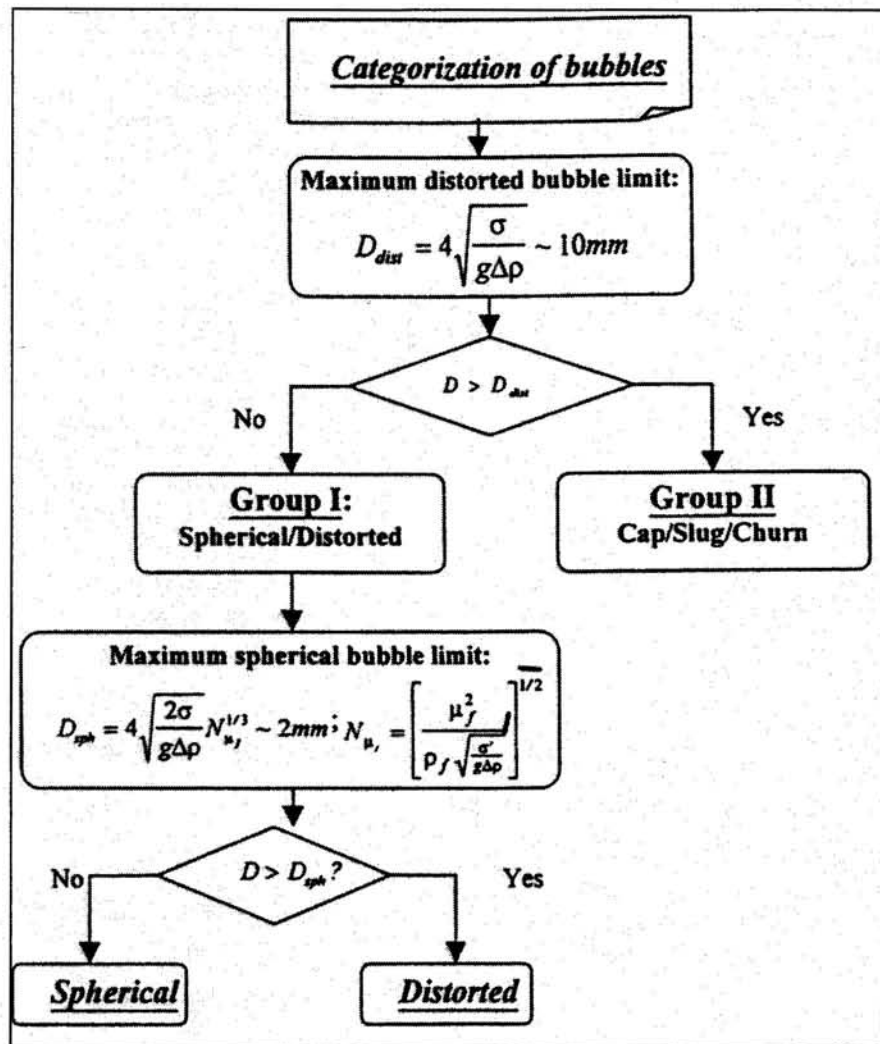 Categorization of bubbles
Maximum distorted bubble limit:
D_dist = 4√(σ/(gΔρ)) ~ 10mm
D > D_dist
No
Yes
Group I:
Spherical/Distorted
Group II
Cap/Slug/Churn
Maximum spherical bubble limit:
D_sph = 4√(2σ/(gΔρ)) N_μf^1/3 ~ 2mm; N_μf = [μ_f^2/(ρ_f √(σ/(gΔρ)))]^1/2
D > D_sph?
No
Yes
Spherical
Distorted